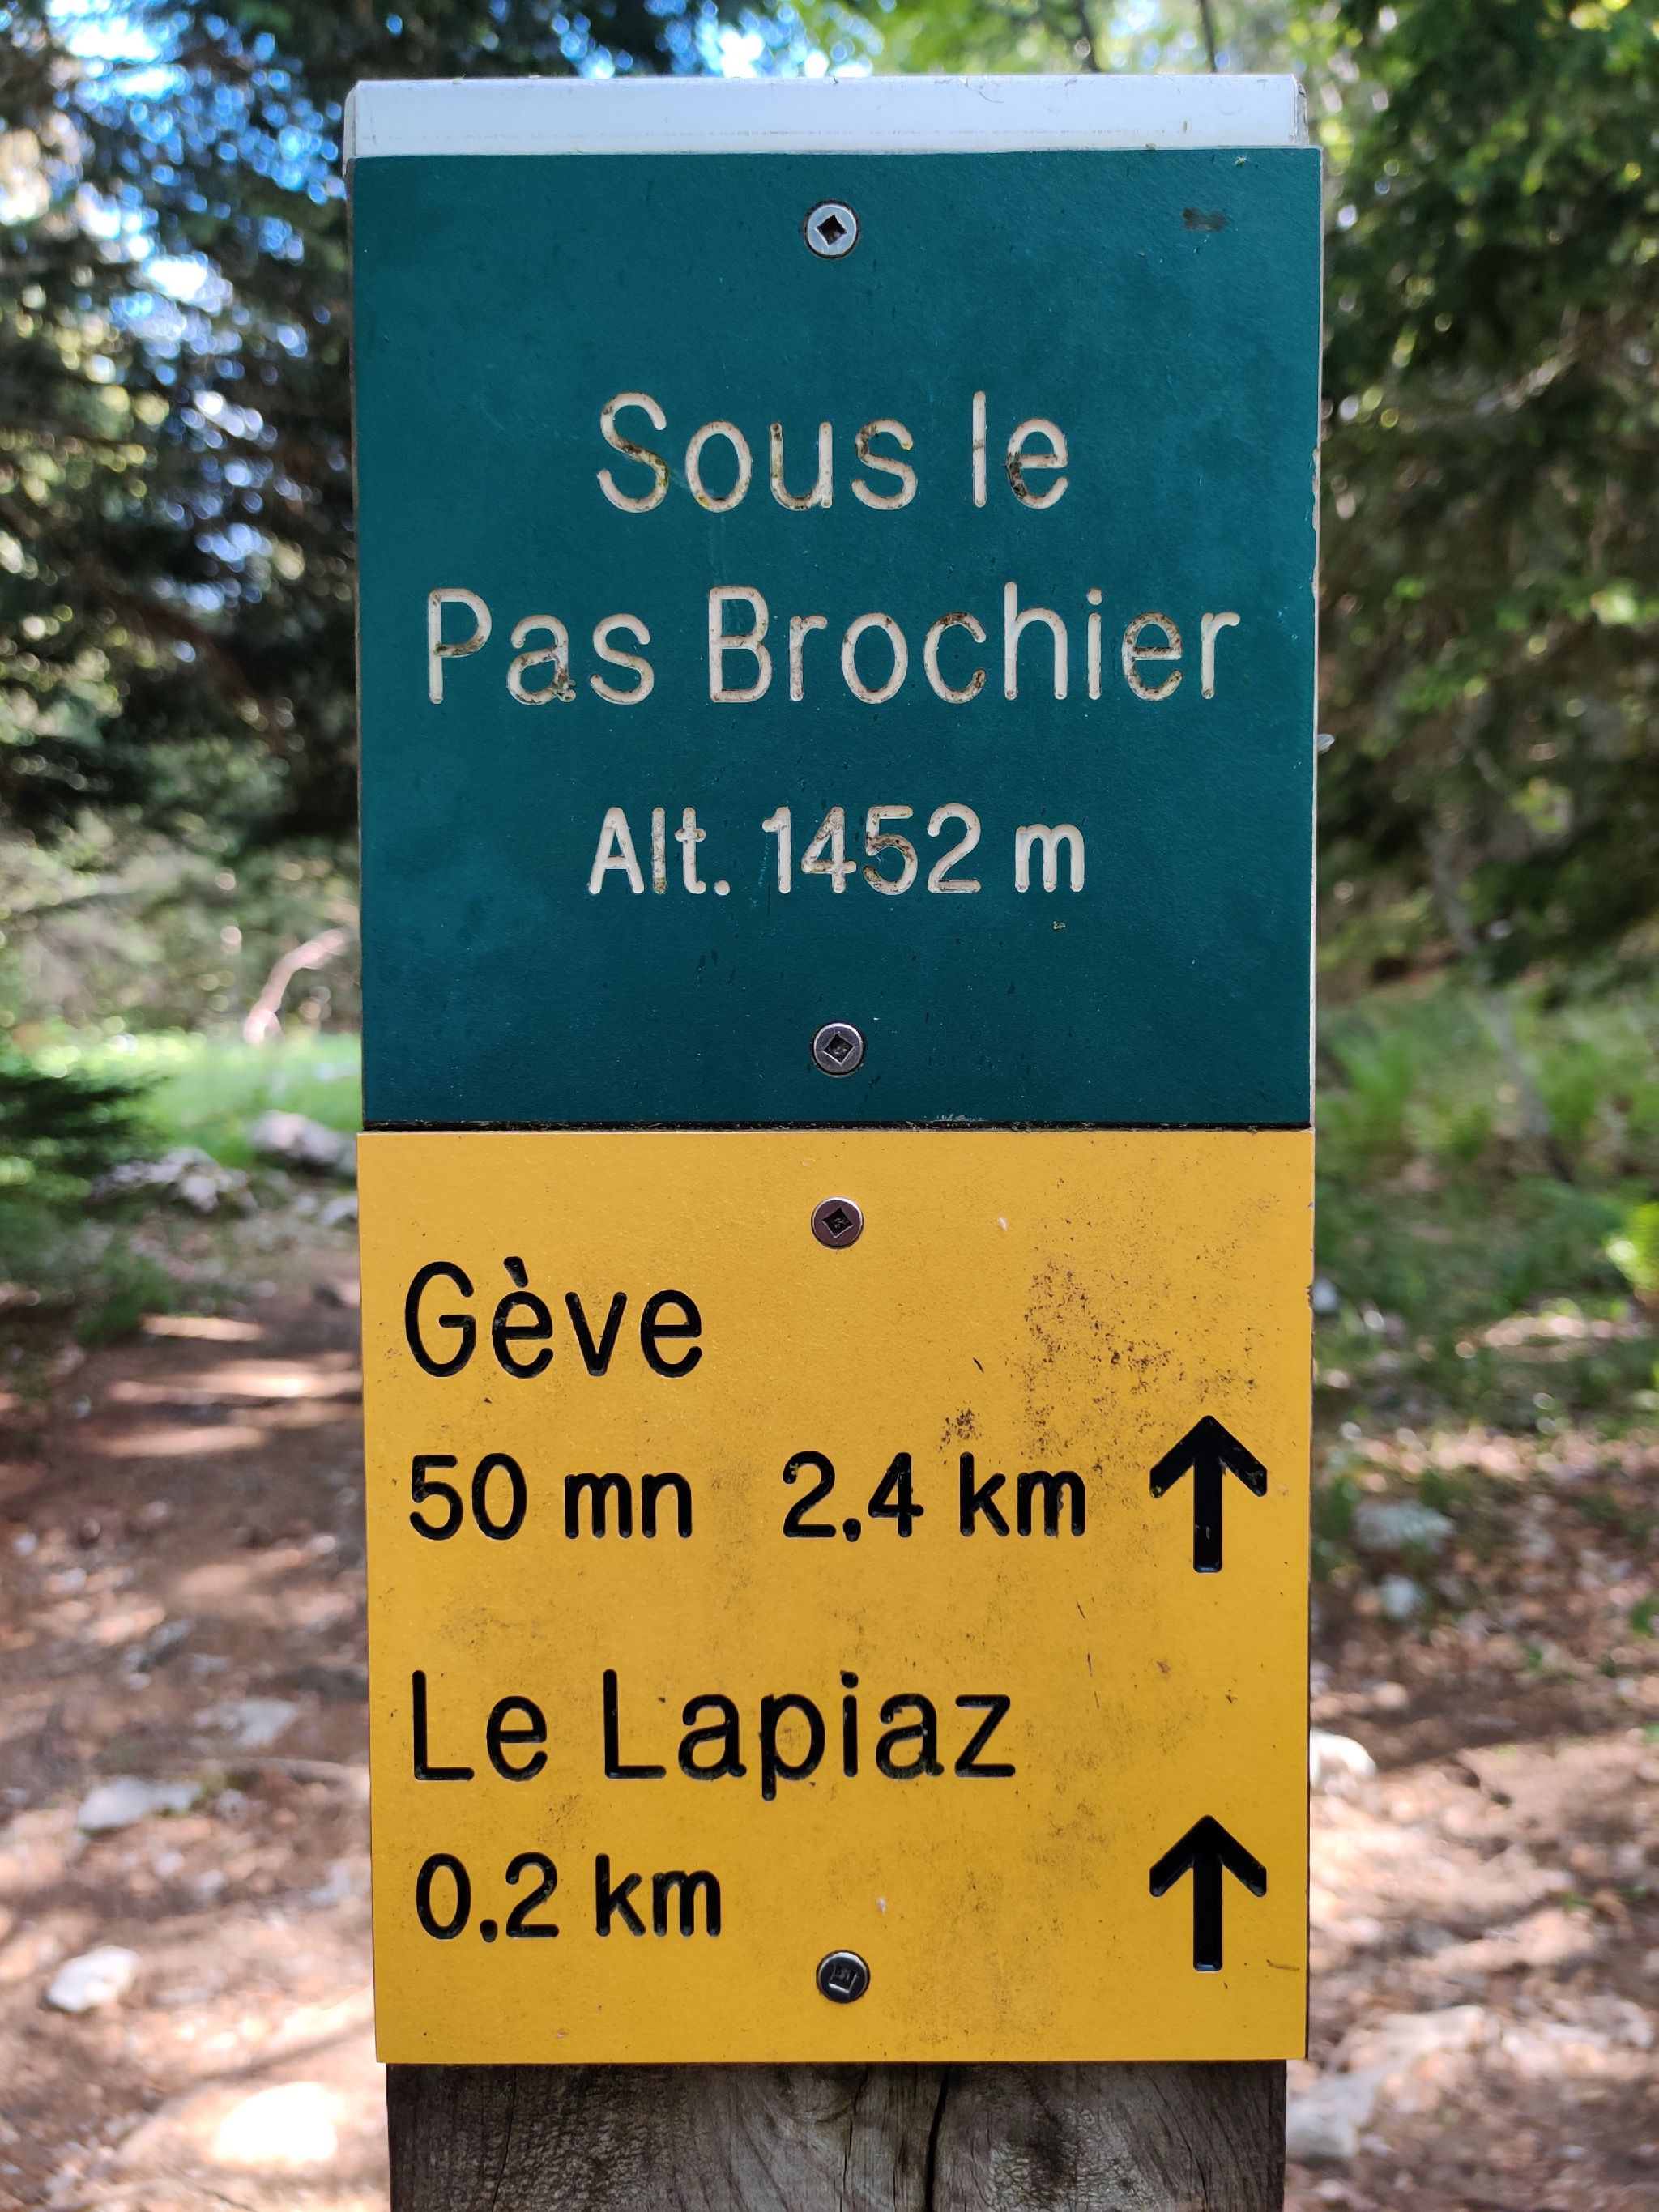 Sous le
Pas Brochier
Alt. 1452 m
Gève
50 mn 2,4 km
Le Lapiaz
0,2 km